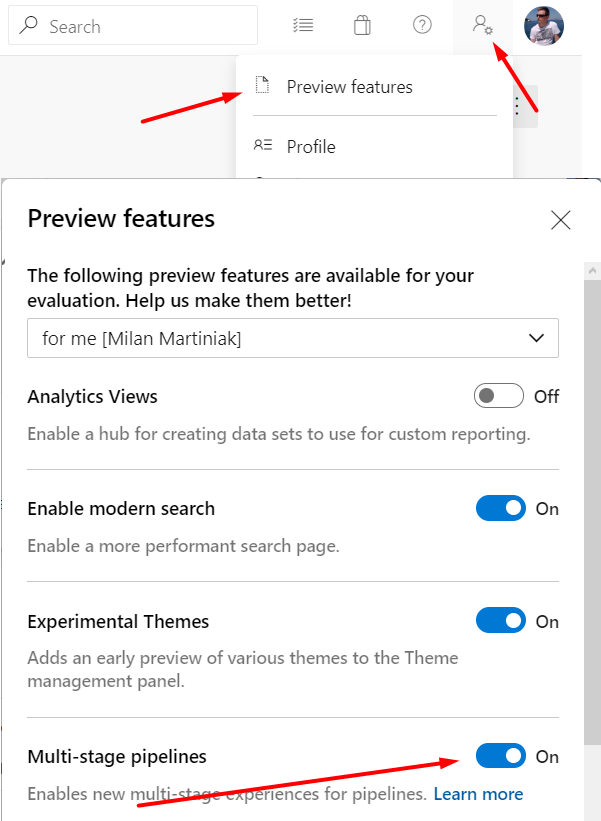 Search
Preview features
Profile
Preview features
The following preview features are available for your
evaluation. Help us make them better!
for me [Milan Martiniak]
Analytics Views
Off
Enable a hub for creating data sets to use for custom reporting.
Enable modern search
On
Enable a more performant search page.
Experimental Themes
On
Adds an early preview of various themes to the Theme
management panel.
Multi-stage pipelines
On
Enables new multi-stage experiences for pipelines. Learn more